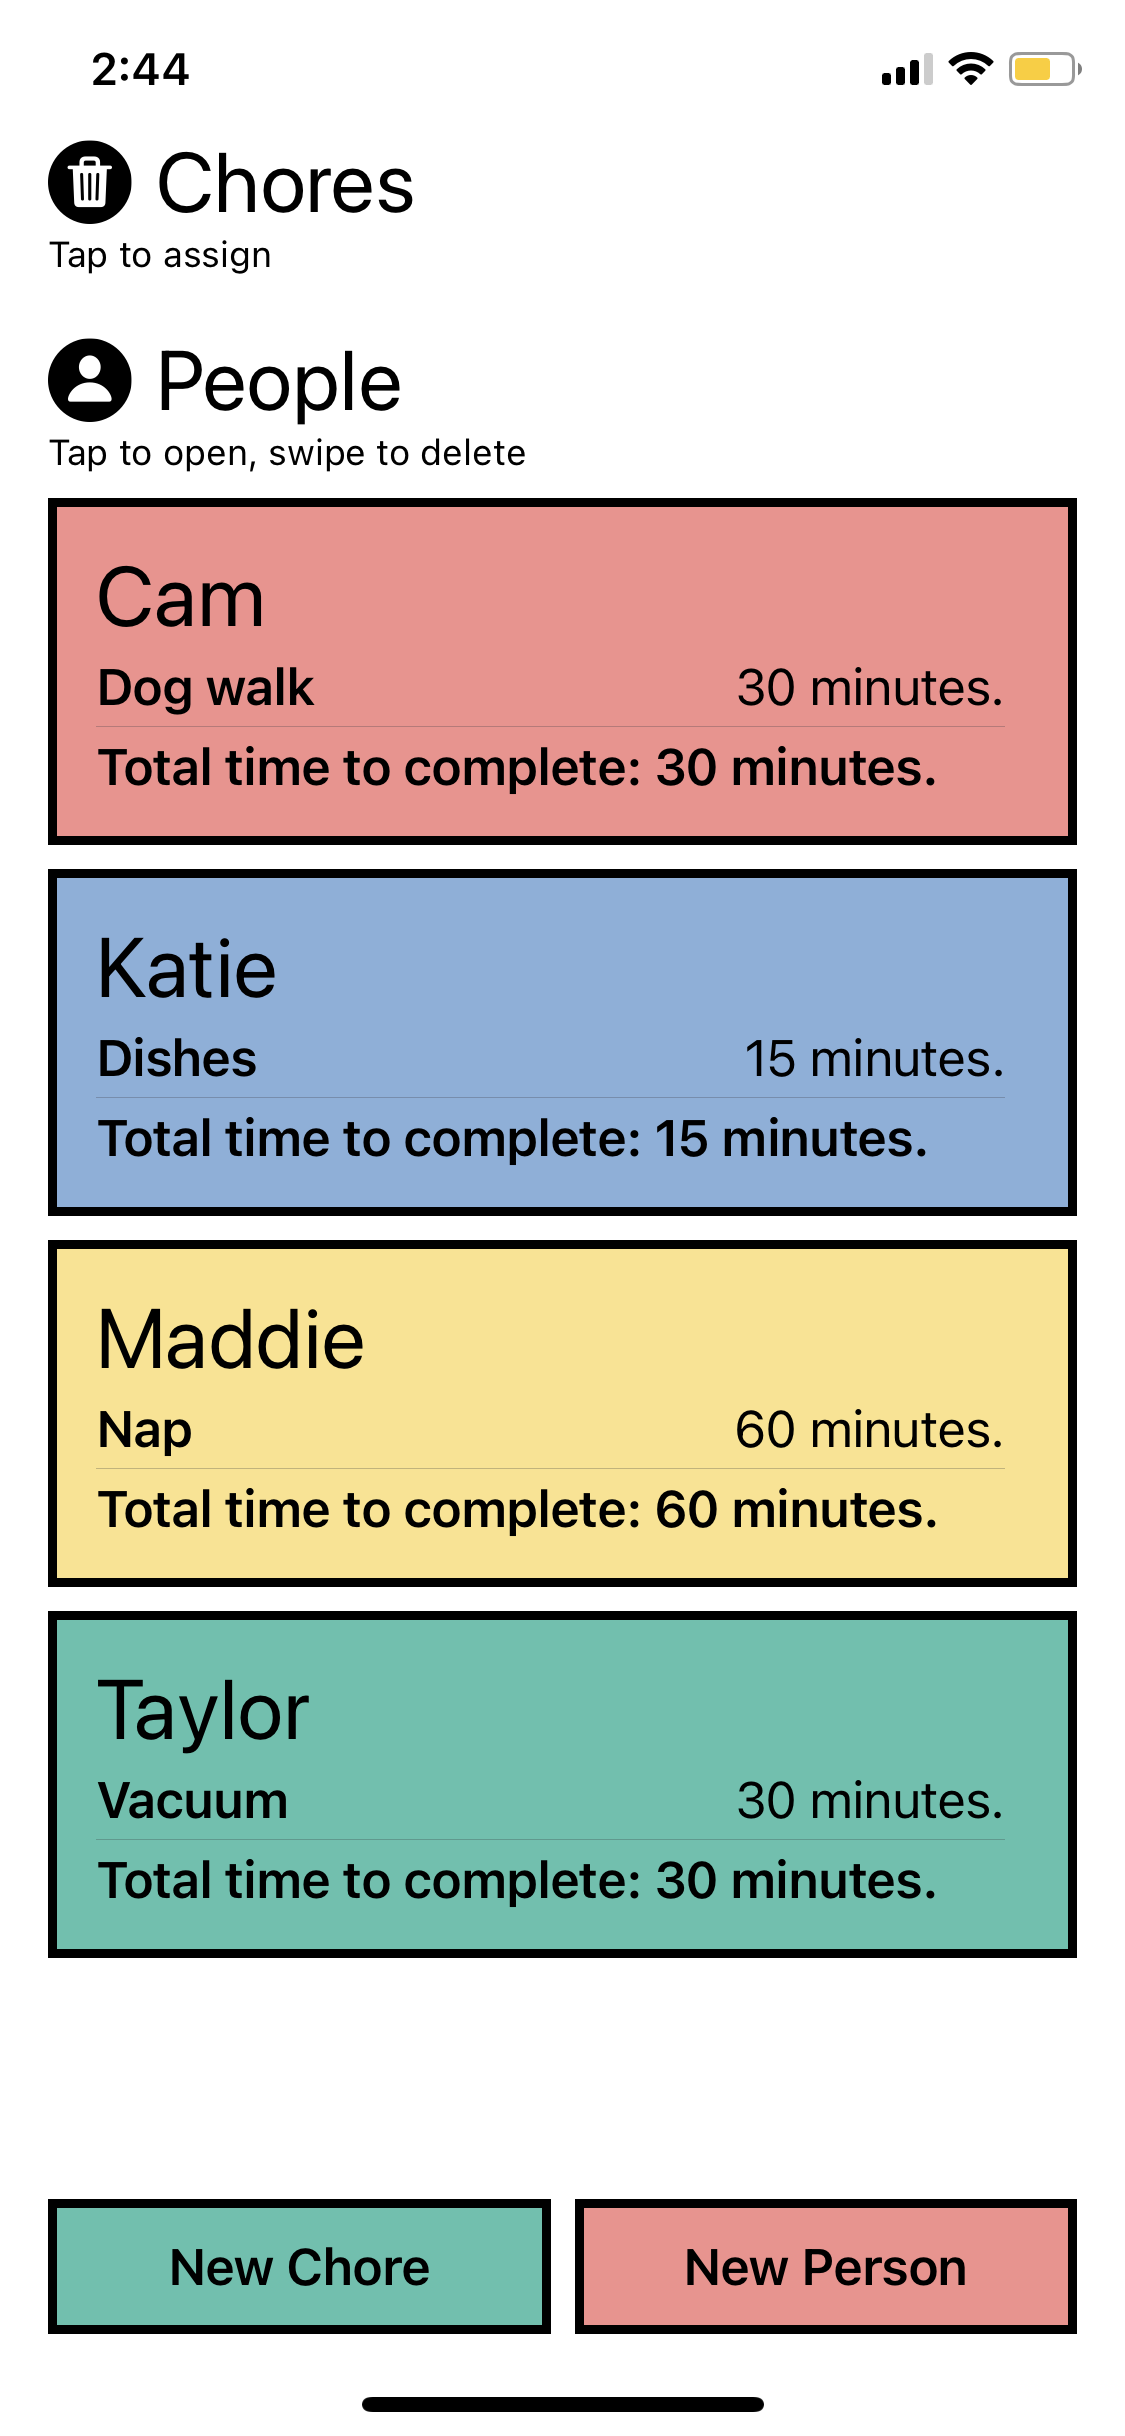 2:44
Chores
Tap to assign
People
Tap to open, swipe to delete
Cam
Dog walk 30 minutes.
Total time to complete: 30 minutes.
Katie
Dishes 15 minutes.
Total time to complete: 15 minutes.
Maddie
Nap 60 minutes.
Total time to complete: 60 minutes.
Taylor
Vacuum 30 minutes.
Total time to complete: 30 minutes.
New Chore New Person